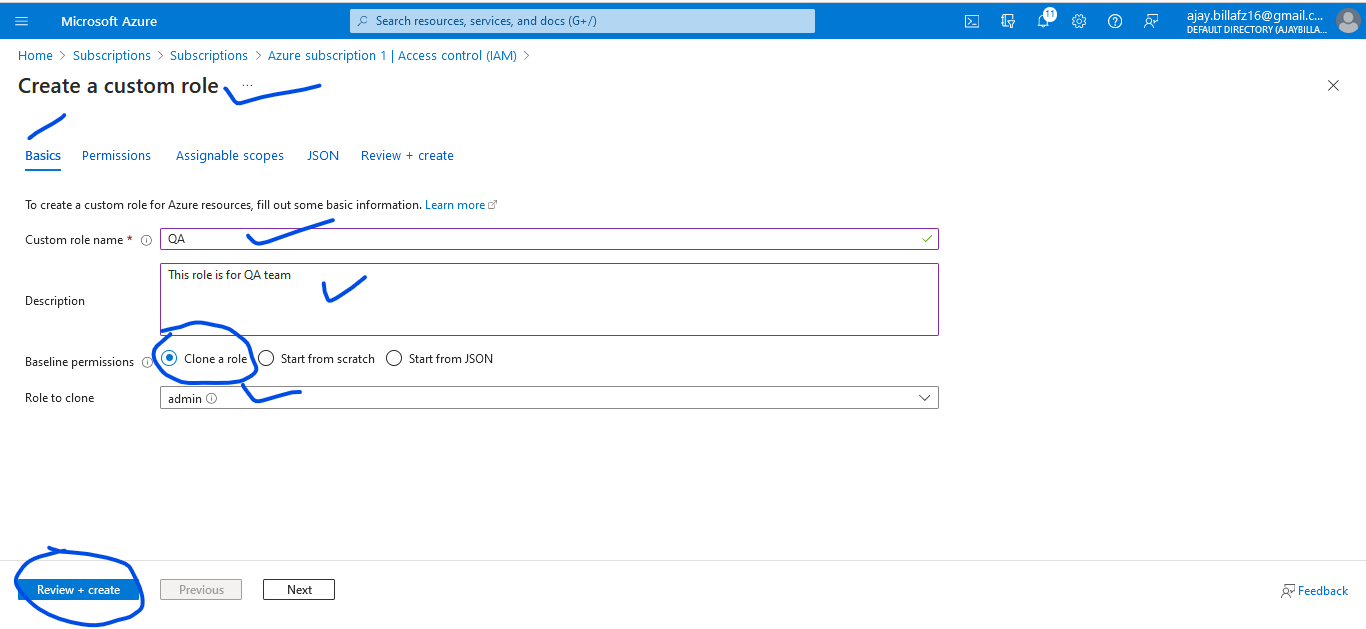 Microsoft Azure
Search resources, services, and docs (G+/)
11
ajay.billafz16@gmail.c...
DEFAULT DIRECTORY (AJAYBILLA...
Home > Subscriptions > Subscriptions > Azure subscription 1 | Access control (IAM) >
Create a custom role ...
Basics Permissions Assignable scopes JSON Review + create
To create a custom role for Azure resources, fill out some basic information. Learn more
Custom role name * QA
Description This role is for QA team
Baseline permissions Clone a role Start from scratch Start from JSON
Role to clone admin
Review + create Previous Next Feedback